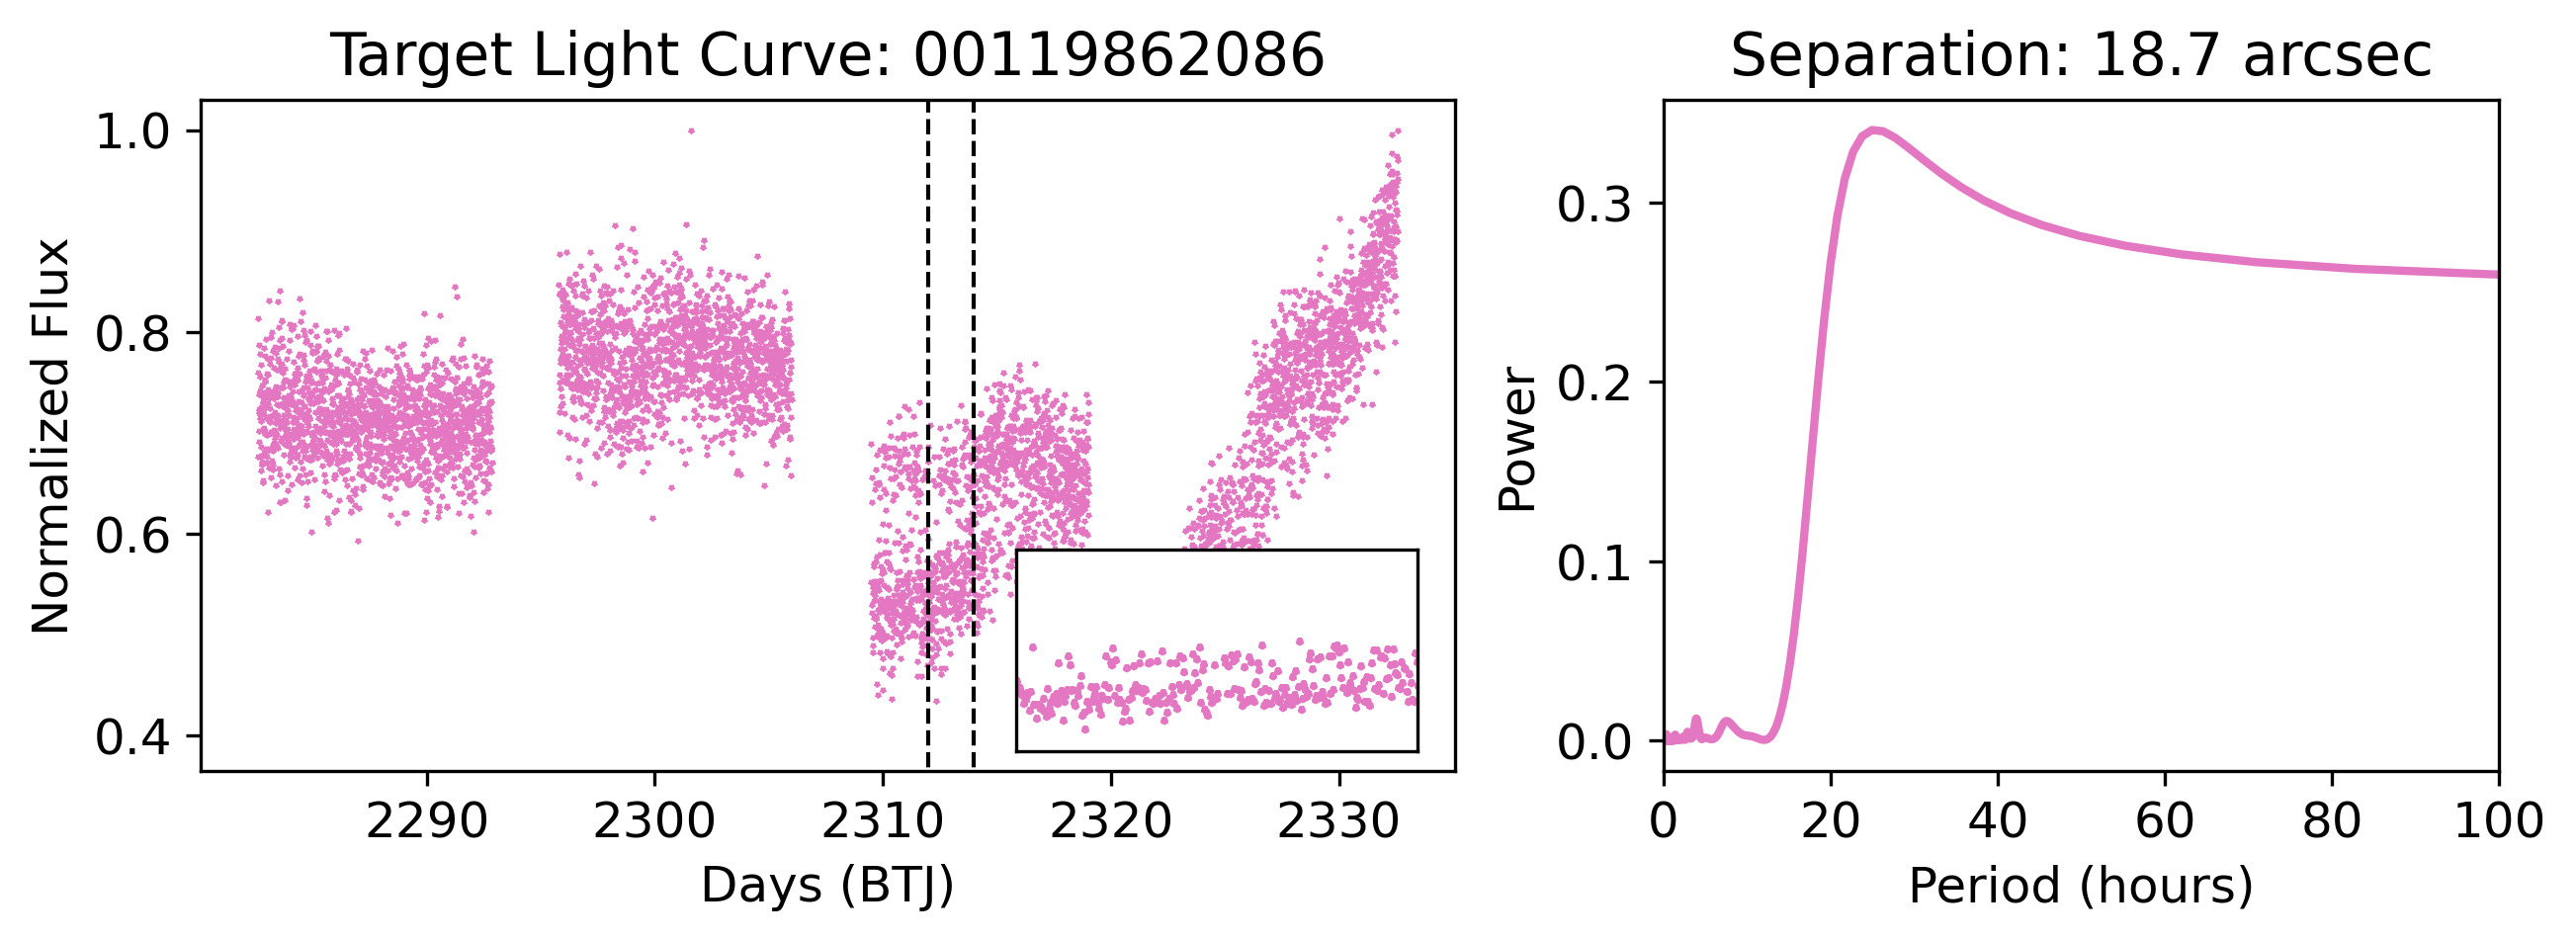 Target Light Curve: 00119862086
Normalized Flux
1.0
0.8
0.6
0.4
2290 2300 2310 2320 2330
Days (BTJ)
Separation: 18.7 arcsec
Power
0.3
0.2
0.1
0.0
0 20 40 60 80 100
Period (hours)